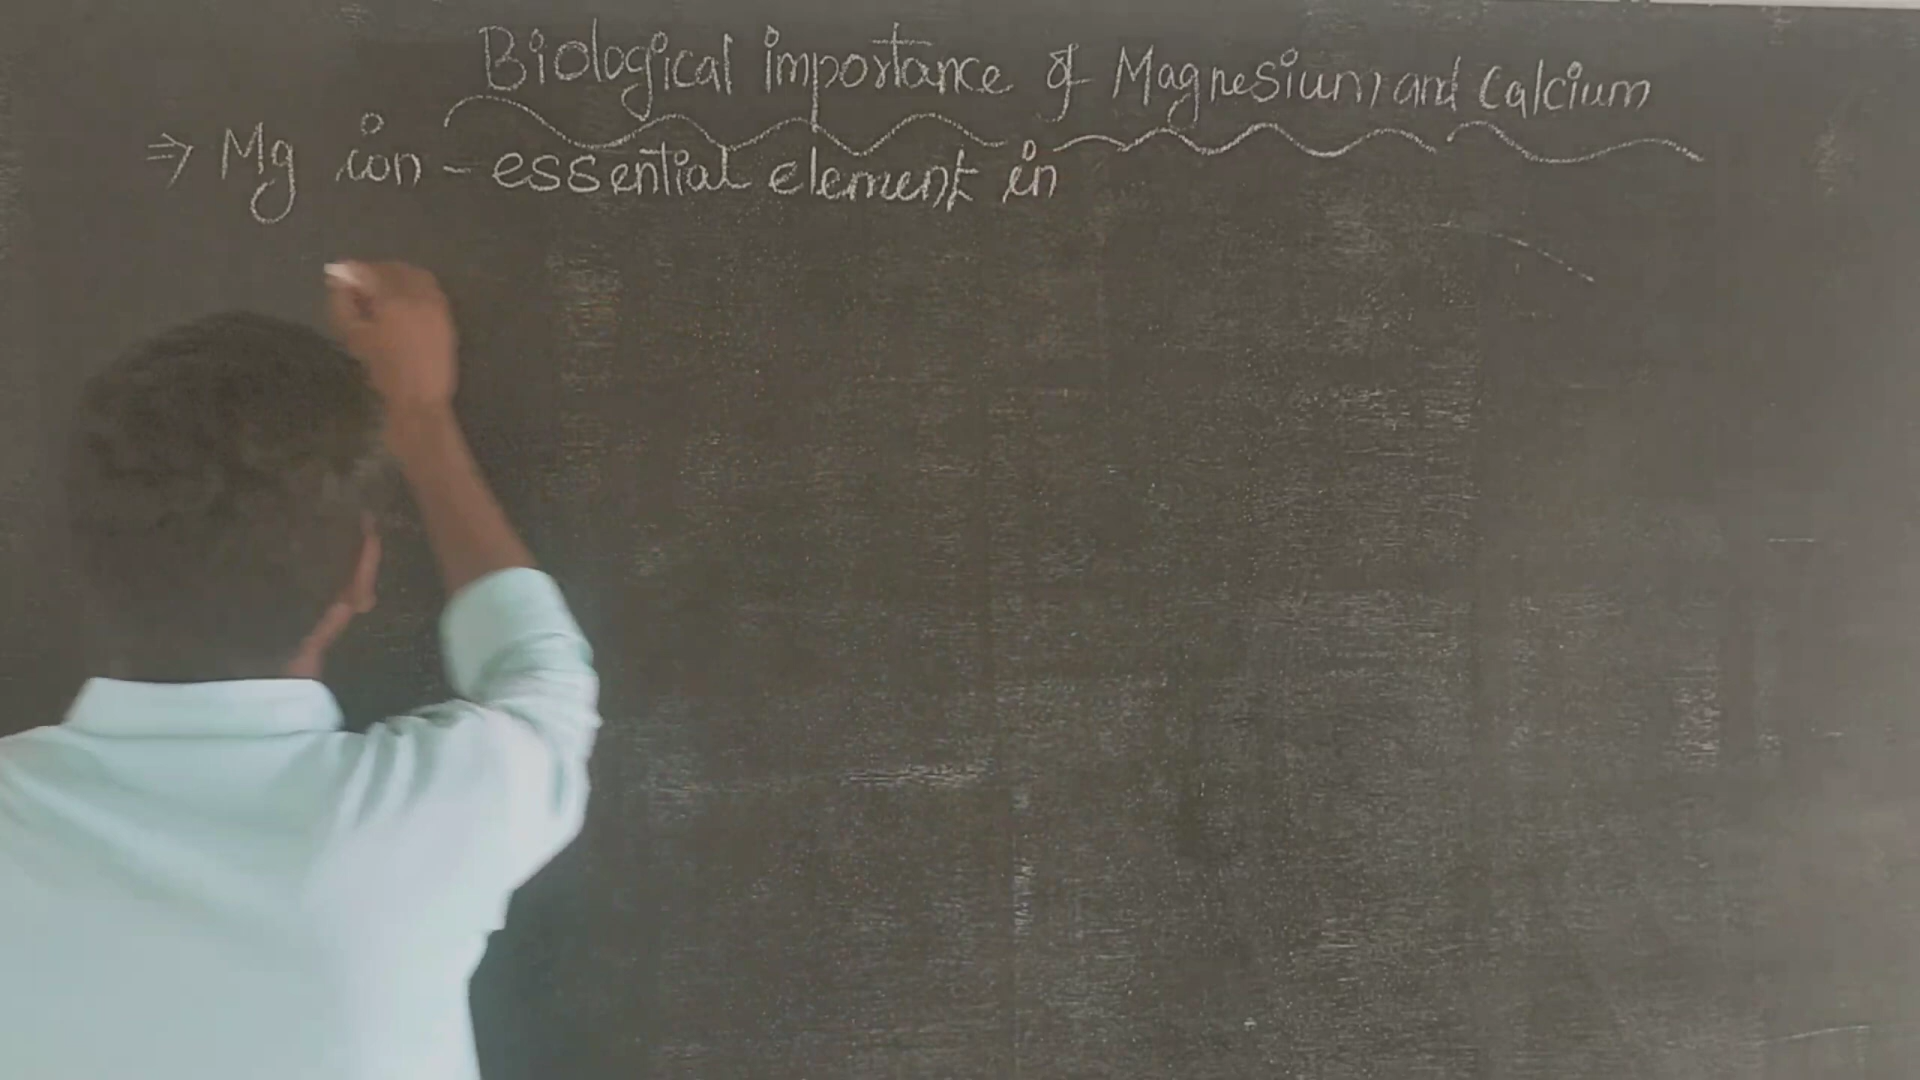 Biological importance of Magnesium and Calcium
⇒ Mg ion - essential element in